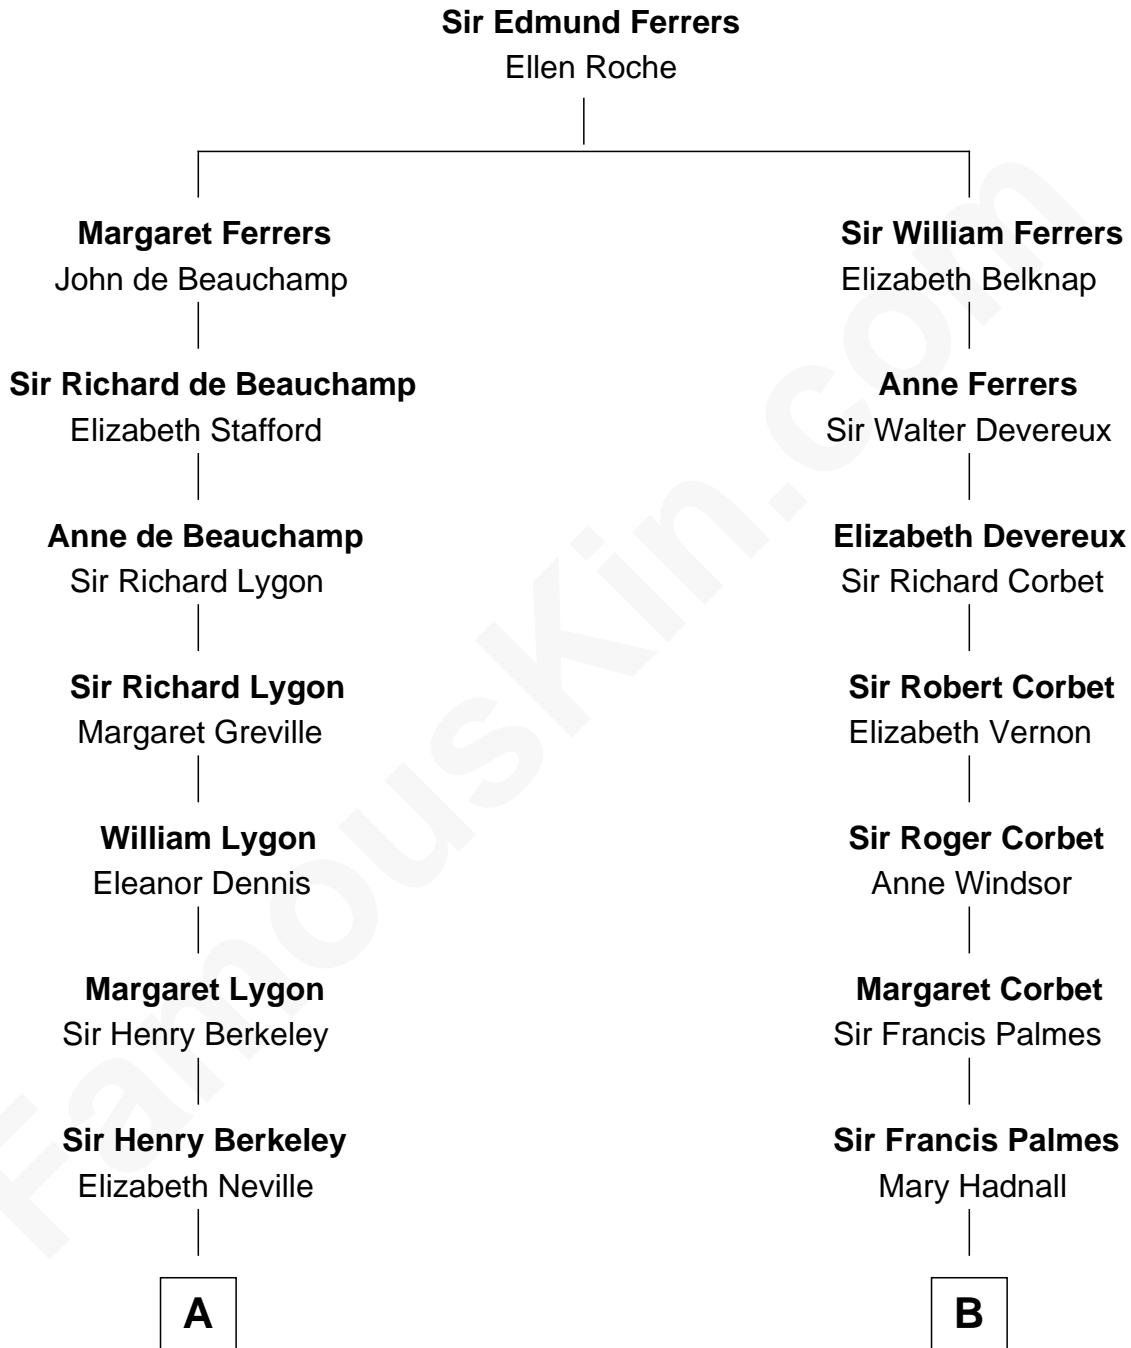 Sir Edmund Ferrers
Ellen Roche
Margaret Ferrers
John de Beauchamp
Sir Richard de Beauchamp
Elizabeth Stafford
Anne de Beauchamp
Sir Richard Lygon
Sir Richard Lygon
Margaret Greville
William Lygon
Eleanor Dennis
Margaret Lygon
Sir Henry Berkeley
Sir Henry Berkeley
Elizabeth Neville
A
Sir William Ferrers
Elizabeth Belknap
Anne Ferrers
Sir Walter Devereux
Elizabeth Devereux
Sir Richard Corbet
Sir Robert Corbet
Elizabeth Vernon
Sir Roger Corbet
Anne Windsor
Margaret Corbet
Sir Francis Palmes
Sir Francis Palmes
Mary Hadnall
B
FamousKin.com